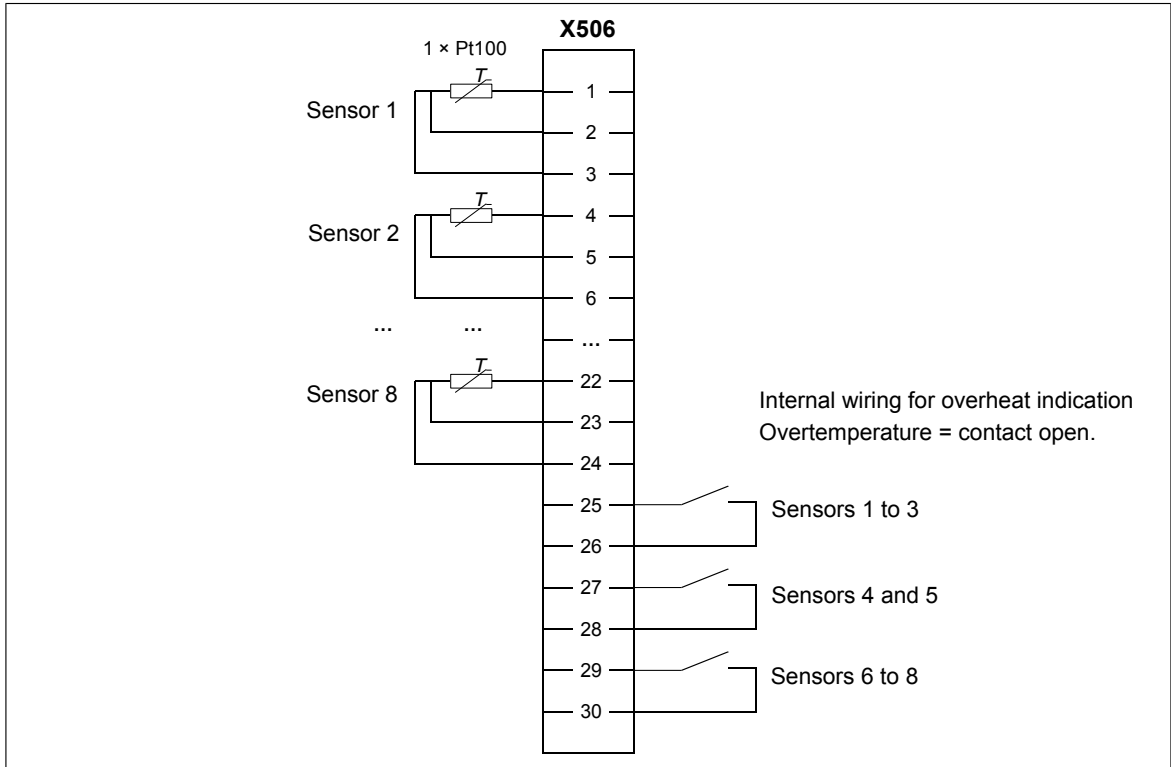 X506
1 × Pt100
T
1
Sensor 1
2
3
T
4
Sensor 2
5
6
... ...
...
T
22
Sensor 8
23
24
Internal wiring for overheat indication
Overtemperature = contact open.
25
Sensors 1 to 3
26
27
Sensors 4 and 5
28
29
Sensors 6 to 8
30